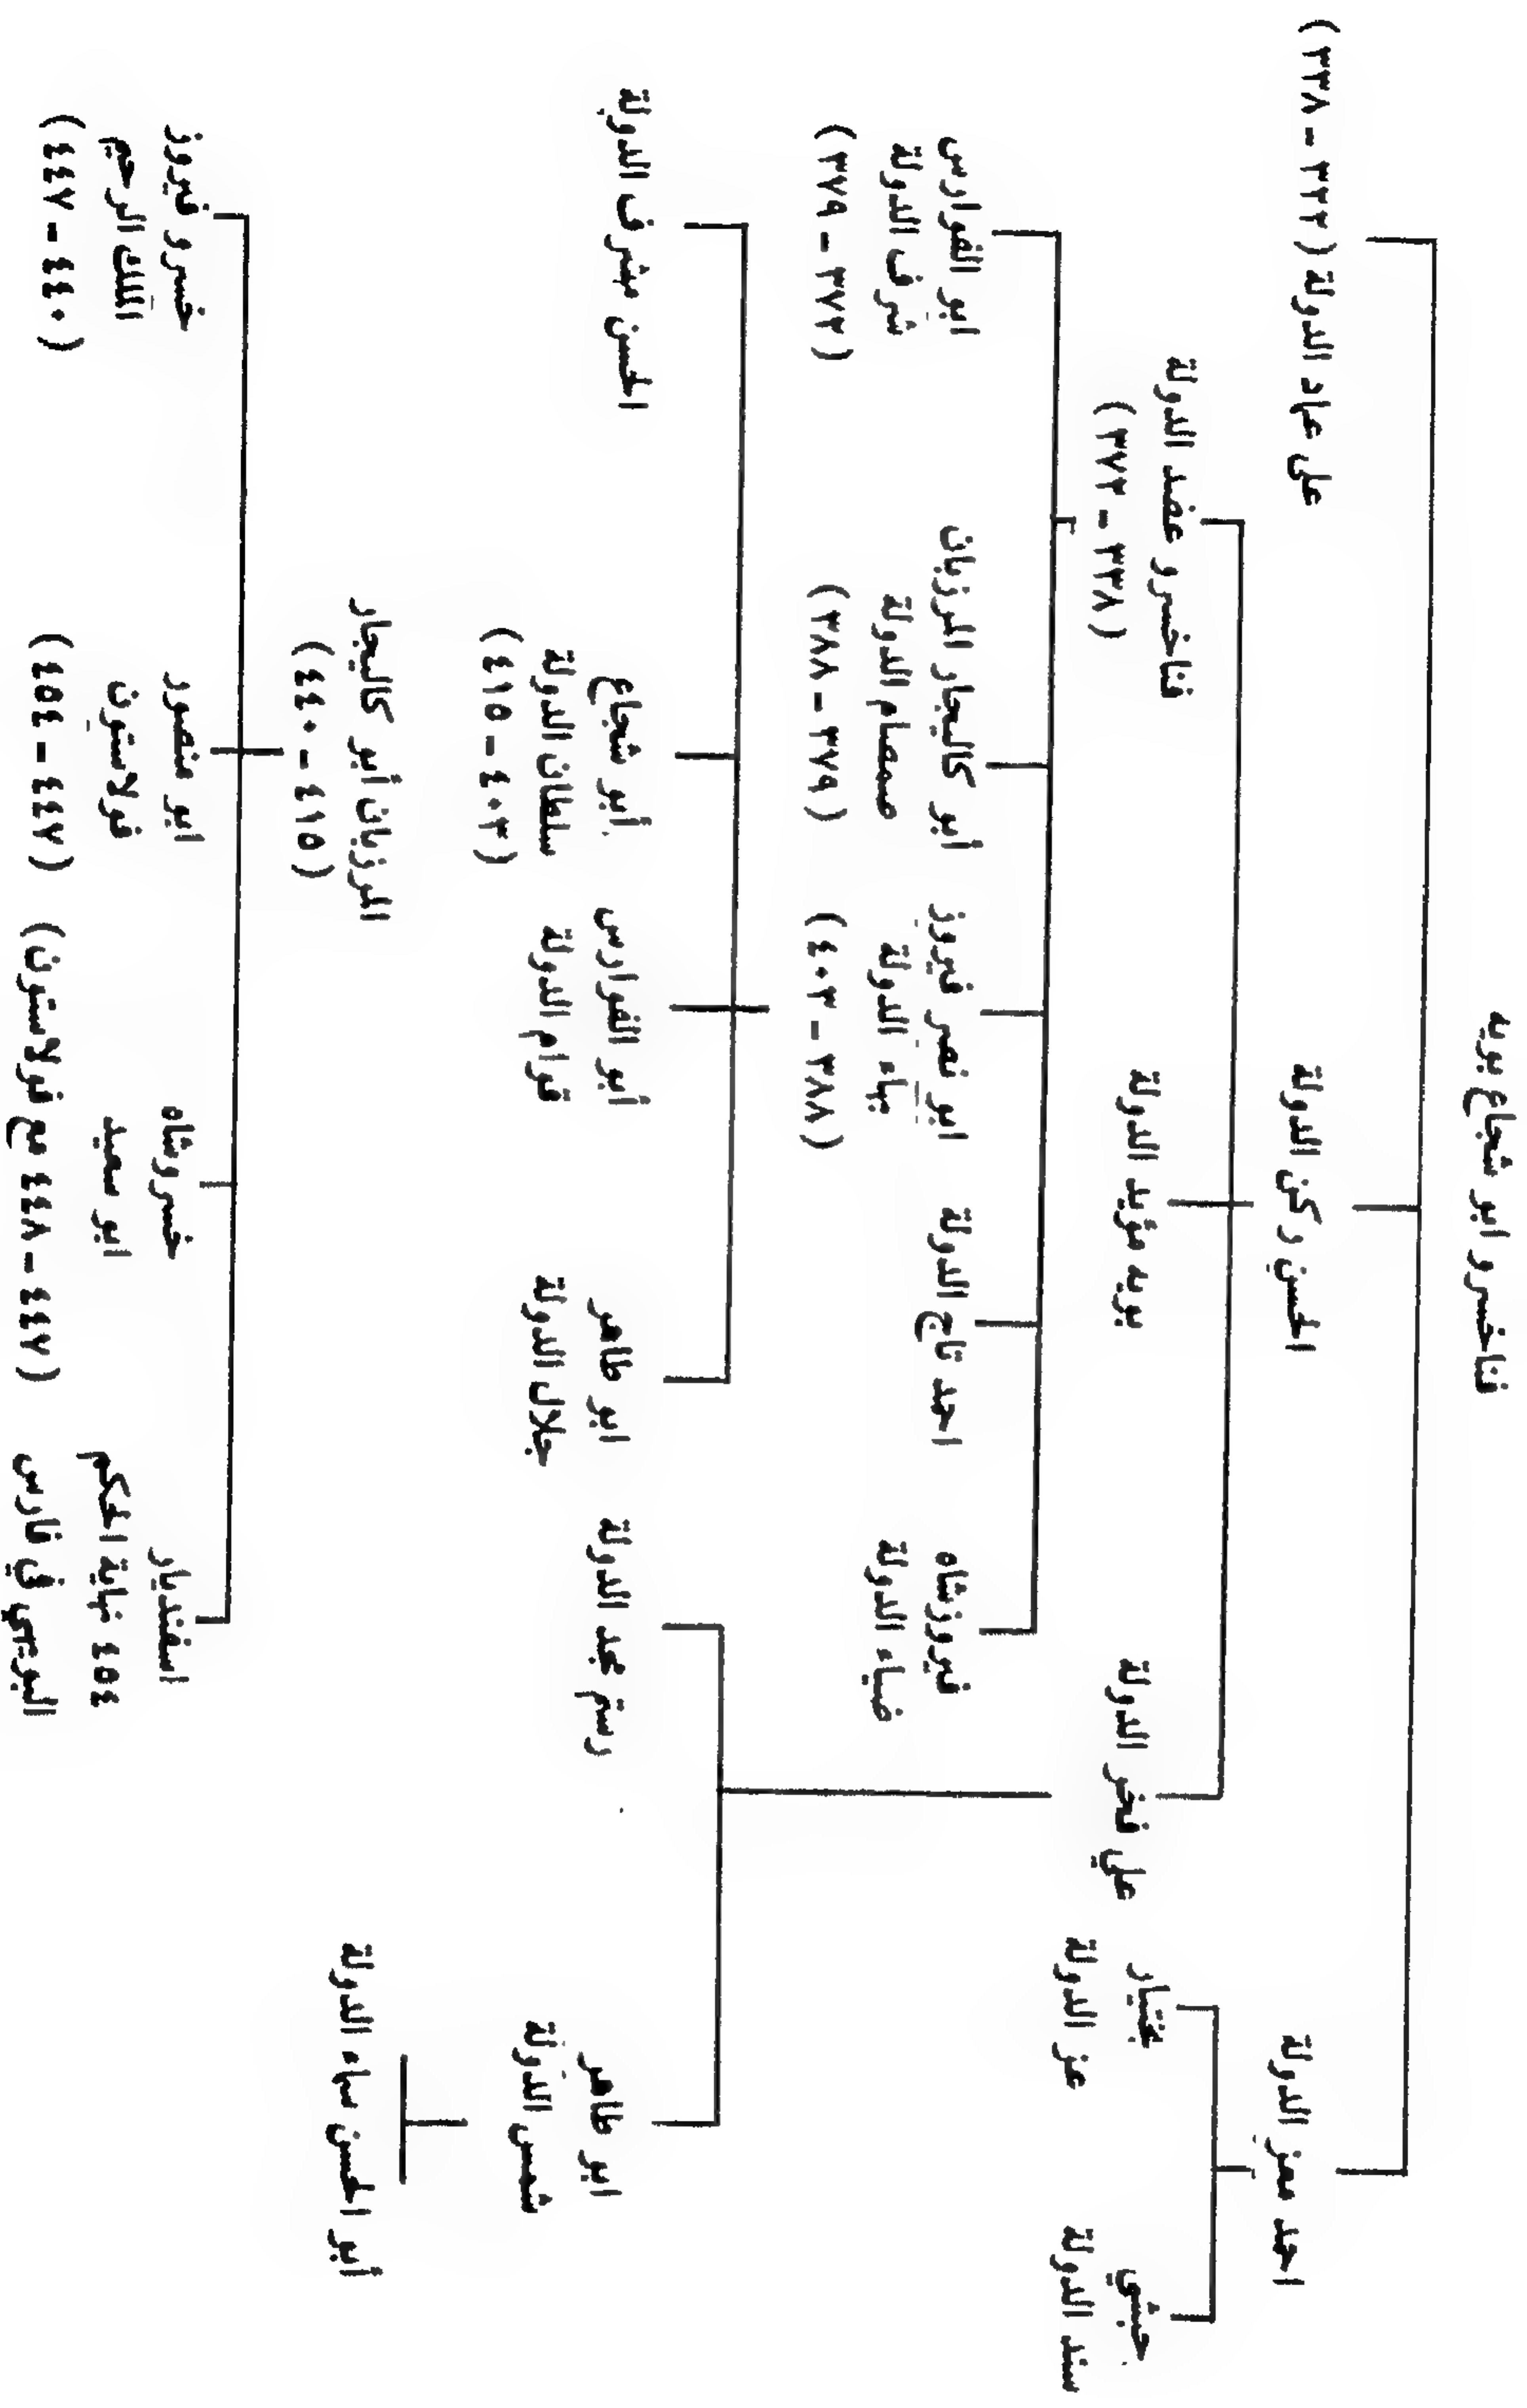 فناخسرو ابو شجاع بويه
احمد معز الدولة
الحسن ركن الدولة
على عماد الدولة (٣٢٢ - ٣٣٨)
حبشي
سند الدولة
بختيار
عز الدولة
علي فخر الدولة
بويه مؤيد الدولة
فناخسرو عضد الدولة
(٣٣٨ - ٣٧٢)
فيروزشاه
ضياء الدولة
احمد تاج الدولة
ابو نصر فيروز
بهاء الدولة
(٣٨٨ - ٤٠٣)
أبو كاليجار المرزبان
صمصام الدولة
(٣٧٩ - ٣٨٨)
ابو الفوارس
شرف الدولة
(٣٧٢ - ٣٧٩)
ابو طاهر
شمس الدولة
رستم مجد الدولة
ابو طاهر
جلال الدولة
أبو الفوارس
قوام الدولة
أبو شجاع
سلطان الدولة
(٤٠٣ - ٤١٥)
الحسن مشرف الدولة
أبو الحسن سماء الدولة
المرزبان أبو كاليجار
(٤١٥ - ٤٤٠)
اسفنديار
٤٥٤ نهاية الحكم
البويهي في فارس
خسروشاه
ابو سعيد
(٤٤٧ - ٤٤٨ مع فولاستون)
ابو منصور
فولاستون
(٤٤٧ - ٤٥٤)
خسرو فيروز
الملك الرحيم
(٤٤٠ - ٤٤٧)